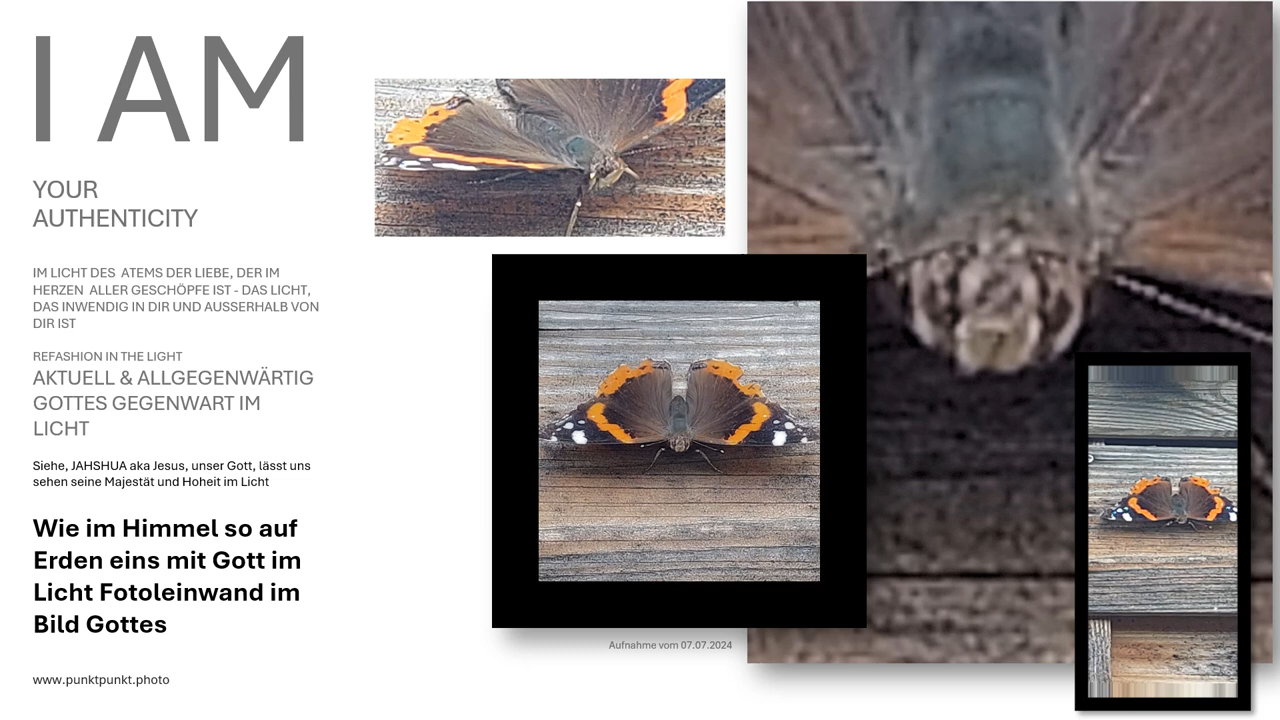 I AM
YOUR
AUTHENTICITY
IM LICHT DES  ATEMS DER LIEBE, DER IM
HERZEN  ALLER GESCHÖPFE IST - DAS LICHT,
DAS INWENDIG IN DIR UND AUSSERHALB VON
DIR IST
REFASHION IN THE LIGHT
AKTUELL & ALLGEGENWÄRTIG
GOTTES GEGENWART IM
LICHT
Siehe, JAHSHUA aka Jesus, unser Gott, lässt uns
sehen seine Majestät und Hoheit im Licht
Wie im Himmel so auf
Erden eins mit Gott im
Licht Fotoleinwand im
Bild Gottes
www.punktpunkt.photo
Aufnahme vom 07.07.2024